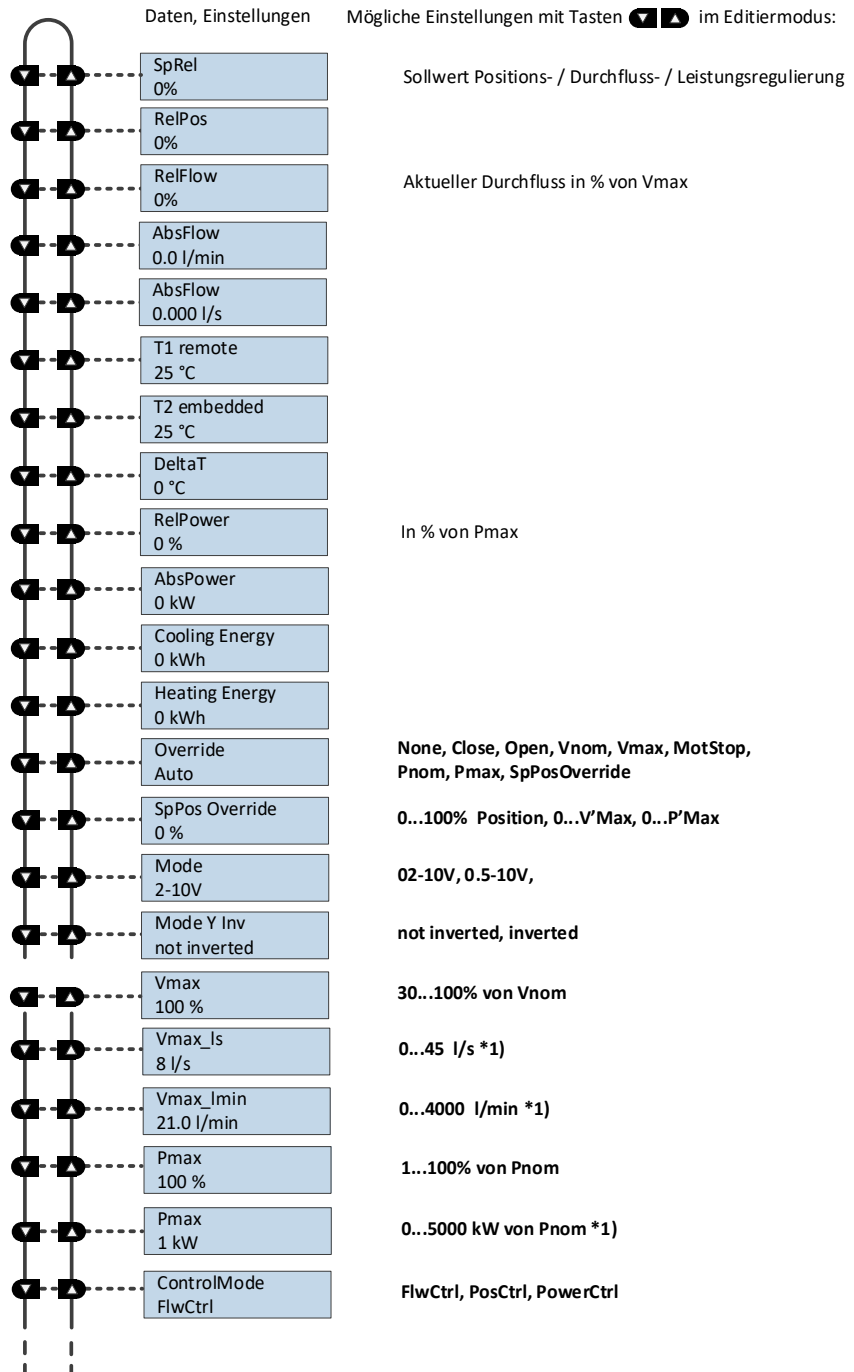 Daten, Einstellungen
Mögliche Einstellungen mit Tasten im Editiermodus:
SpRel
0%
Sollwert Positions- / Durchfluss- / Leistungsregulierung
RelPos
0%
RelFlow
0%
Aktueller Durchfluss in % von Vmax
AbsFlow
0.0 l/min
AbsFlow
0.000 l/s
T1 remote
25 °C
T2 embedded
25 °C
DeltaT
0 °C
RelPower
0 %
In % von Pmax
AbsPower
0 kW
Cooling Energy
0 kWh
Heating Energy
0 kWh
Override
Auto
None, Close, Open, Vnom, Vmax, MotStop,
Pnom, Pmax, SpPosOverride
SpPos Override
0 %
0...100% Position, 0...V'Max, 0...P'Max
Mode
2-10V
02-10V, 0.5-10V,
Mode Y Inv
not inverted
not inverted, inverted
Vmax
100 %
30...100% von Vnom
Vmax_ls
8 l/s
0...45 l/s *1)
Vmax_lmin
21.0 l/min
0...4000 l/min *1)
Pmax
100 %
1...100% von Pnom
Pmax
1 kW
0...5000 kW von Pnom *1)
ControlMode
FlwCtrl
FlwCtrl, PosCtrl, PowerCtrl